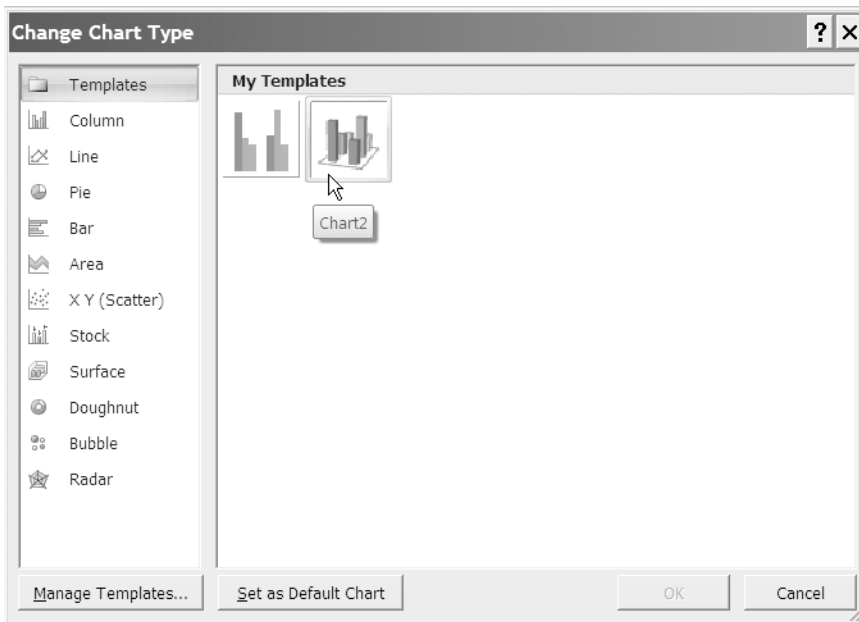 Change Chart Type
?
Templates
Column
Line
Pie
Bar
Area
X Y (Scatter)
Stock
Surface
Doughnut
Bubble
Radar
My Templates
Chart2
Manage Templates...
Set as Default Chart
OK
Cancel